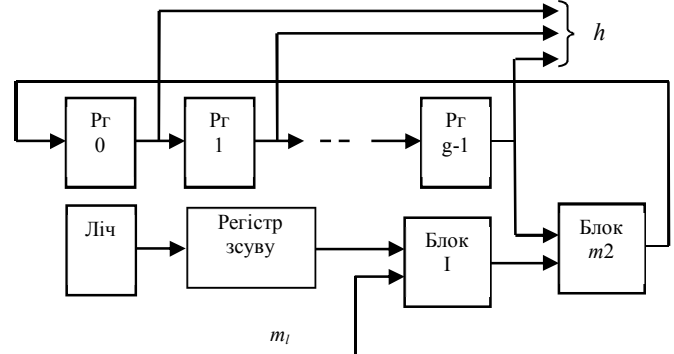 h
Рг
0
Рг
1
Рг
g-1
Ліч
Регістр
зсуву
Блок
І
Блок
m2
mₗ